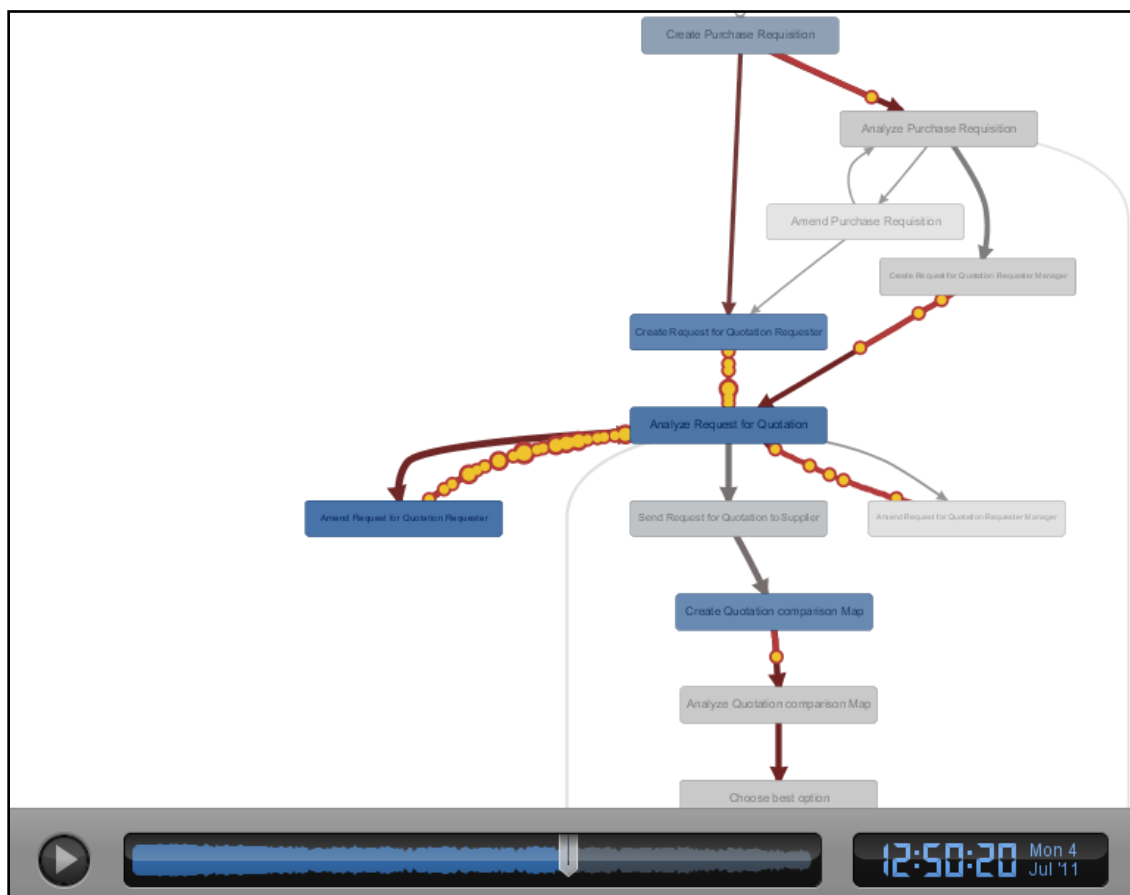 Create Purchase Requisition
Analyze Purchase Requisition
Amend Purchase Requisition
Create Request for Quotation Requester Manager
Create Request for Quotation Requester
Analyze Request for Quotation
Amend Request for Quotation Requester
Send Request for Quotation to Supplier
Amend Request for Quotation Requester Manager
Create Quotation comparison Map
Analyze Quotation comparison Map
Choose best option
12:50:20
Mon 4
Jul '11